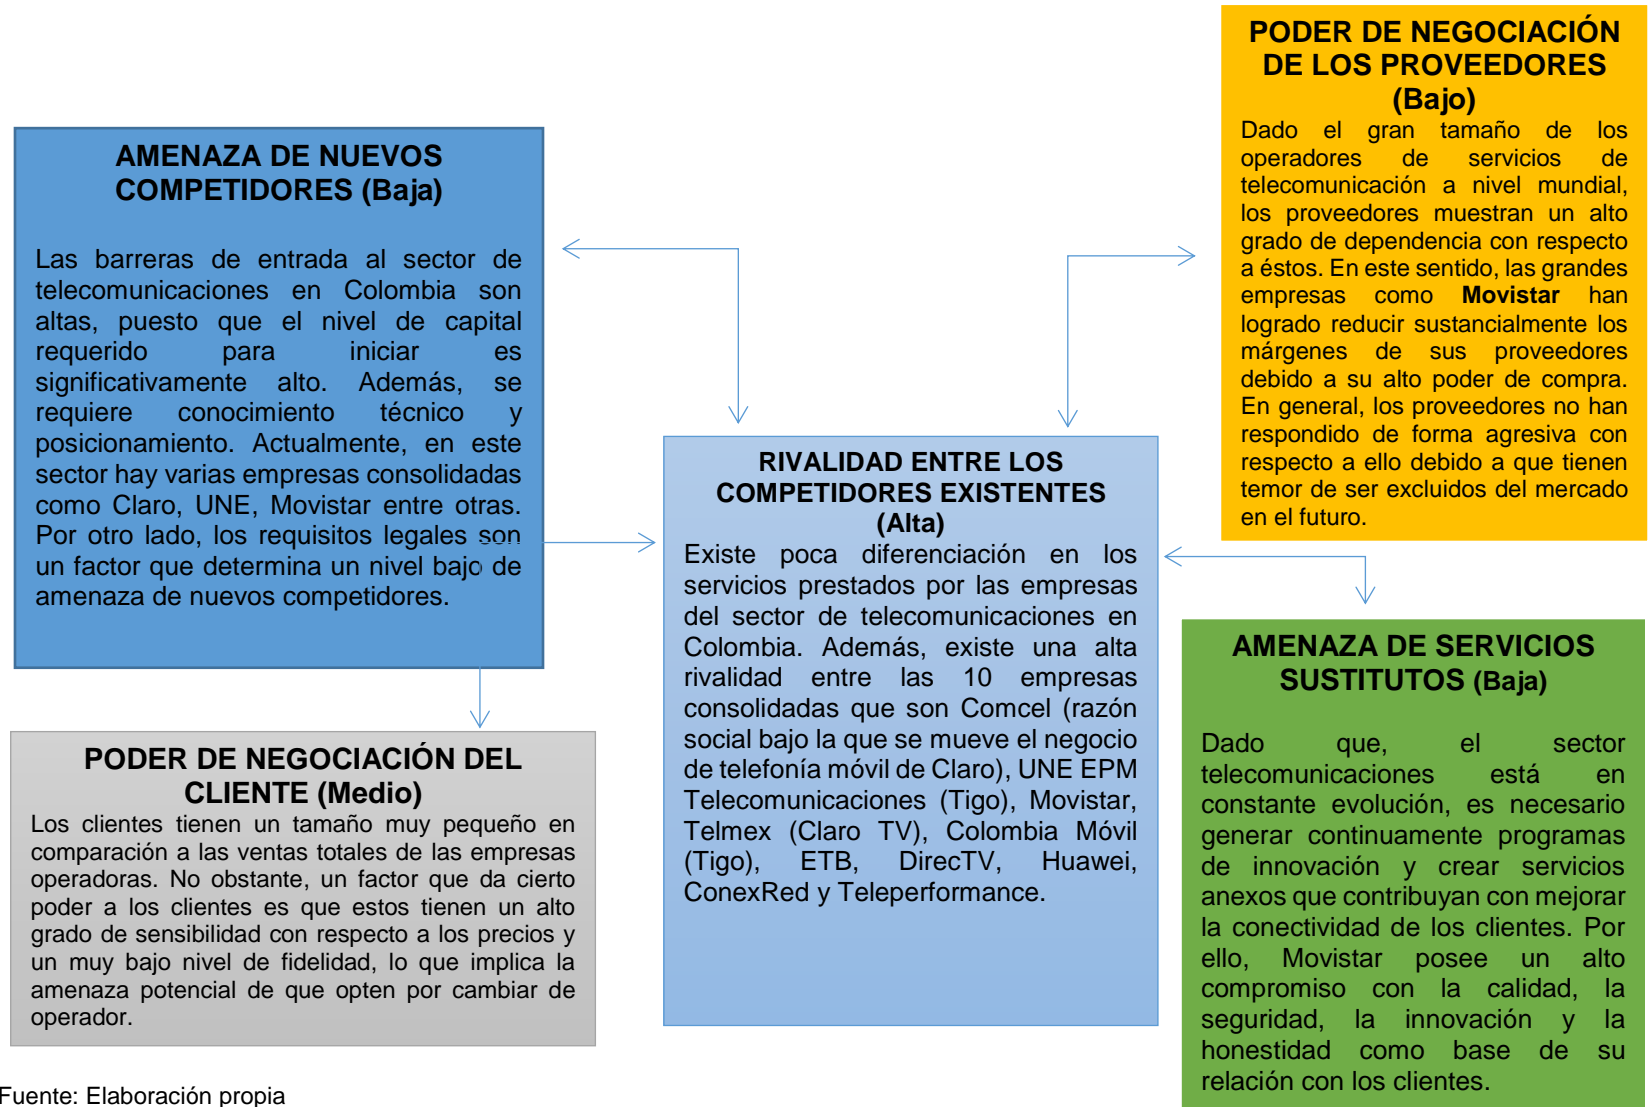 AMENAZA DE NUEVOS
COMPETIDORES (Baja)
Las barreras de entrada al sector de
telecomunicaciones en Colombia son
altas, puesto que el nivel de capital
requerido para iniciar es
significativamente alto. Además, se
requiere conocimiento técnico y
posicionamiento. Actualmente, en este
sector hay varias empresas consolidadas
como Claro, UNE, Movistar entre otras.
Por otro lado, los requisitos legales son
un factor que determina un nivel bajo de
amenaza de nuevos competidores.
PODER DE NEGOCIACIÓN DEL
CLIENTE (Medio)
Los clientes tienen un tamaño muy pequeño en
comparación a las ventas totales de las empresas
operadoras. No obstante, un factor que da cierto
poder a los clientes es que estos tienen un alto
grado de sensibilidad con respecto a los precios y
un muy bajo nivel de fidelidad, lo que implica la
amenaza potencial de que opten por cambiar de
operador.
RIVALIDAD ENTRE LOS
COMPETIDORES EXISTENTES
(Alta)
Existe poca diferenciación en los
servicios prestados por las empresas
del sector de telecomunicaciones en
Colombia. Además, existe una alta
rivalidad entre las 10 empresas
consolidadas que son Comcel (razón
social bajo la que se mueve el negocio
de telefonía móvil de Claro), UNE EPM
Telecomunicaciones (Tigo), Movistar,
Telmex (Claro TV), Colombia Móvil
(Tigo), ETB, DirecTV, Huawei,
ConexRed y Teleperformance.
PODER DE NEGOCIACIÓN
DE LOS PROVEEDORES
(Bajo)
Dado el gran tamaño de los
operadores de servicios de
telecomunicación a nivel mundial,
los proveedores muestran un alto
grado de dependencia con respecto
a éstos. En este sentido, las grandes
empresas como Movistar han
logrado reducir sustancialmente los
márgenes de sus proveedores
debido a su alto poder de compra.
En general, los proveedores no han
respondido de forma agresiva con
respecto a ello debido a que tienen
temor de ser excluidos del mercado
en el futuro.
AMENAZA DE SERVICIOS
SUSTITUTOS (Baja)
Dado que, el sector
telecomunicaciones está en
constante evolución, es necesario
generar continuamente programas
de innovación y crear servicios
anexos que contribuyan con mejorar
la conectividad de los clientes. Por
ello, Movistar posee un alto
compromiso con la calidad, la
seguridad, la innovación y la
honestidad como base de su
relación con los clientes.
Fuente: Elaboración propia